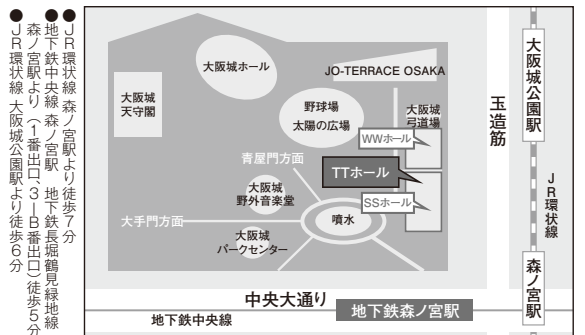 ●JR環状線 森ノ宮駅より徒歩7分
●地下鉄中央線 森ノ宮駅 地下鉄長堀鶴見緑地線
森ノ宮駅より（1番出口、3－B番出口）徒歩5分
●JR環状線 大阪城公園駅より徒歩6分
大阪城ホール
JO-TERRACE OSAKA
大阪城
天守閣
野球場
太陽の広場
大阪城
弓道場
WWホール
青屋門方面
TTホール
大阪城
野外音楽堂
SSホール
大手門方面
噴水
大阪城
パークセンター
玉造筋
大阪城公園駅
JR環状線
森ノ宮駅
中央大通り
地下鉄森ノ宮駅
地下鉄中央線